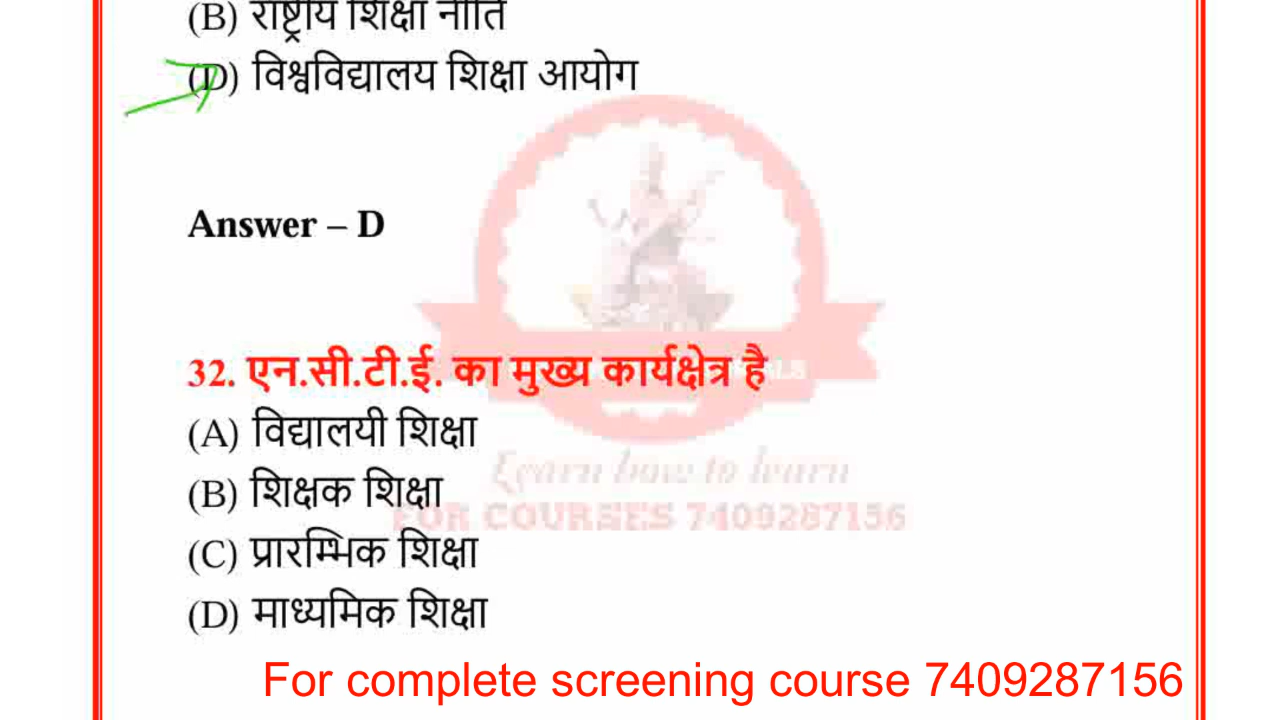 (B) राष्ट्रीय शिक्षा नीति
(D) विश्वविद्यालय शिक्षा आयोग
Answer – D
32. एन.सी.टी.ई. का मुख्य कार्यक्षेत्र है
(A) विद्यालयी शिक्षा
(B) शिक्षक शिक्षा
(C) प्रारम्भिक शिक्षा
(D) माध्यमिक शिक्षा
Learn how to learn
FOR COURSES 7409287156
For complete screening course 7409287156